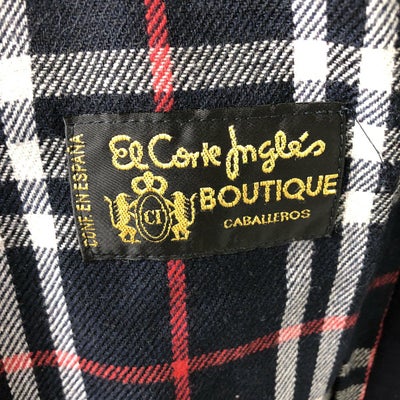 El Corte Inglés
BOUTIQUE
CABALLEROS
CI
CONF. EN ESPAÑA